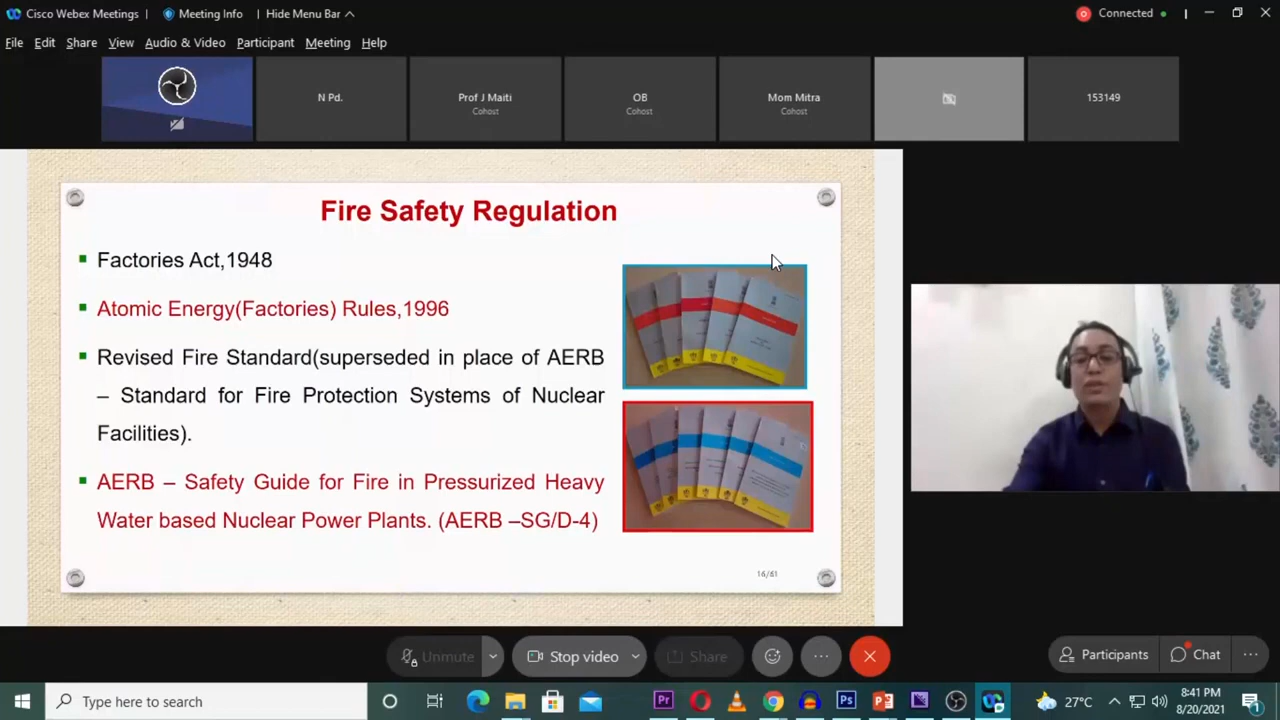 Cisco Webex Meetings
Meeting Info
Hide Menu Bar
Connected
File Edit Share View Audio & Video Participant Meeting Help
N Pd.
Prof J Maiti
Cohost
OB
Cohost
Mom Mitra
Cohost
153149
Fire Safety Regulation
Factories Act,1948
Atomic Energy(Factories) Rules,1996
Revised Fire Standard(superseded in place of AERB
– Standard for Fire Protection Systems of Nuclear
Facilities).
AERB – Safety Guide for Fire in Pressurized Heavy
Water based Nuclear Power Plants. (AERB –SG/D-4)
16/61
Unmute
Stop video
Share
Participants
Chat
Type here to search
Pr
Ps
27°C
8:41 PM
8/20/2021
1